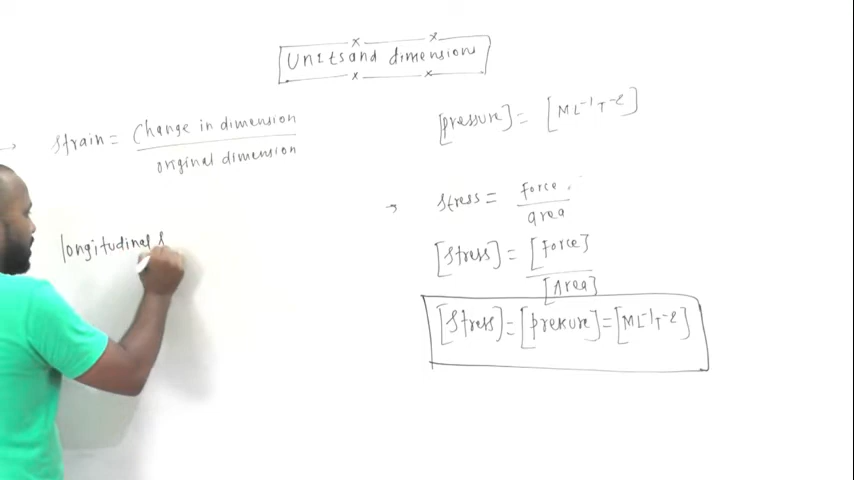 Units and dimensions
→ Strain = Change in dimension
original dimension
longitudinal s
[pressure] = [ML⁻¹T⁻²]
→ Stress = Force
area
[Stress] = [Force]
[Area]
[Stress] = [pressure] = [ML⁻¹T⁻²]